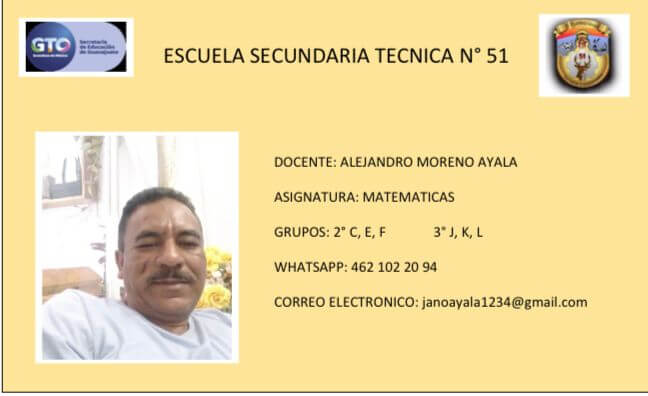 GTO
Secretaría
de Educación
de Guanajuato
ESCUELA SECUNDARIA TECNICA N° 51
DOCENTE: ALEJANDRO MORENO AYALA
ASIGNATURA: MATEMATICAS
GRUPOS: 2° C, E, F 3° J, K, L
WHATSAPP: 462 102 20 94
CORREO ELECTRONICO: janoayala1234@gmail.com